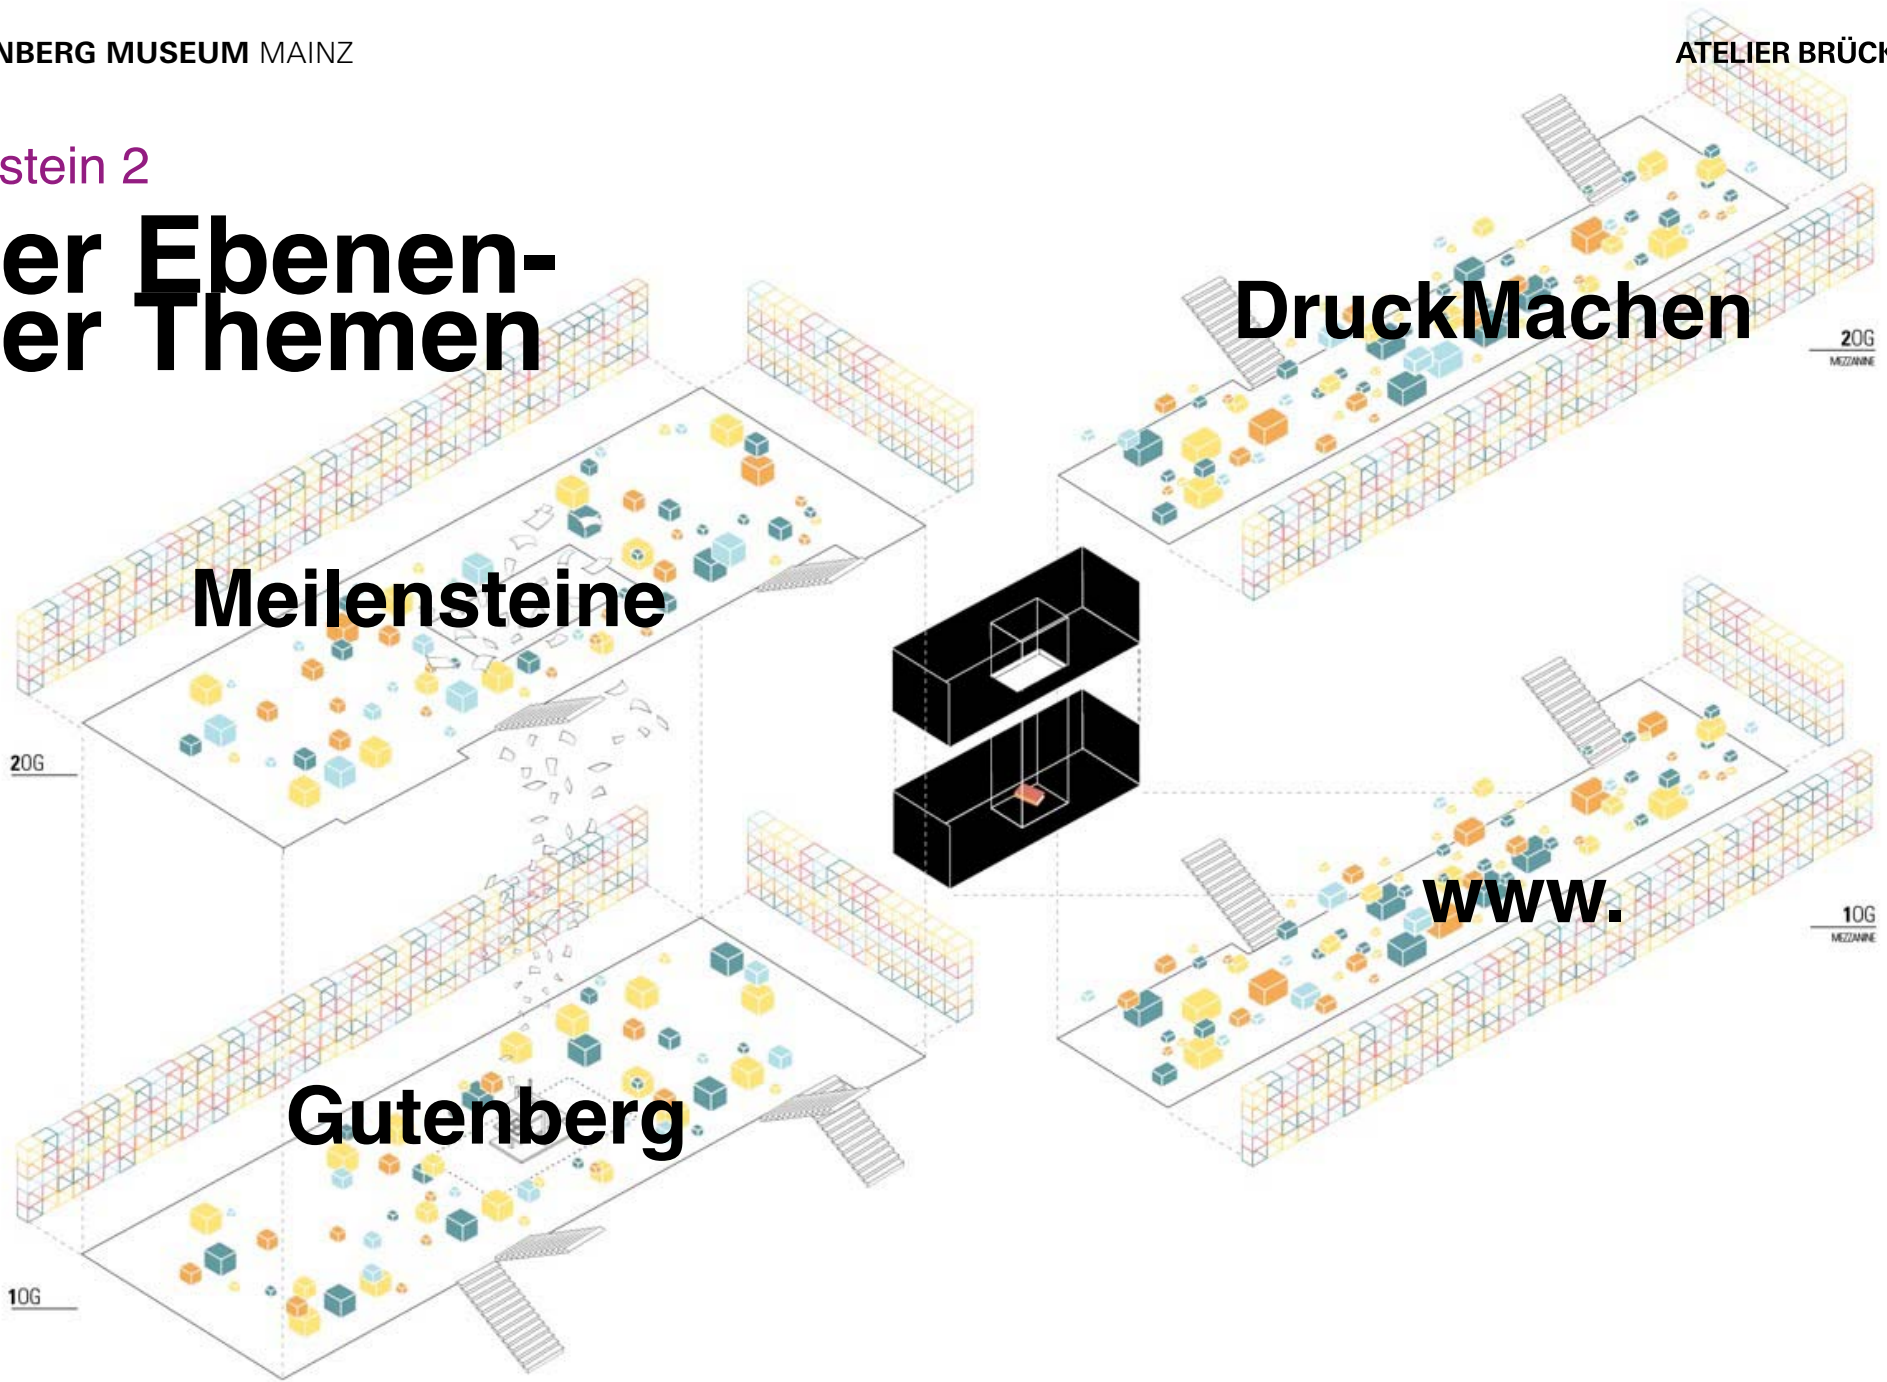 NBERG MUSEUM MAINZ
ATELIER BRÜCK
stein 2
er Ebenen-
er Themen
DruckMachen
2OG
MEZZANINE
Meilensteine
2OG
www.
1OG
MEZZANINE
Gutenberg
1OG